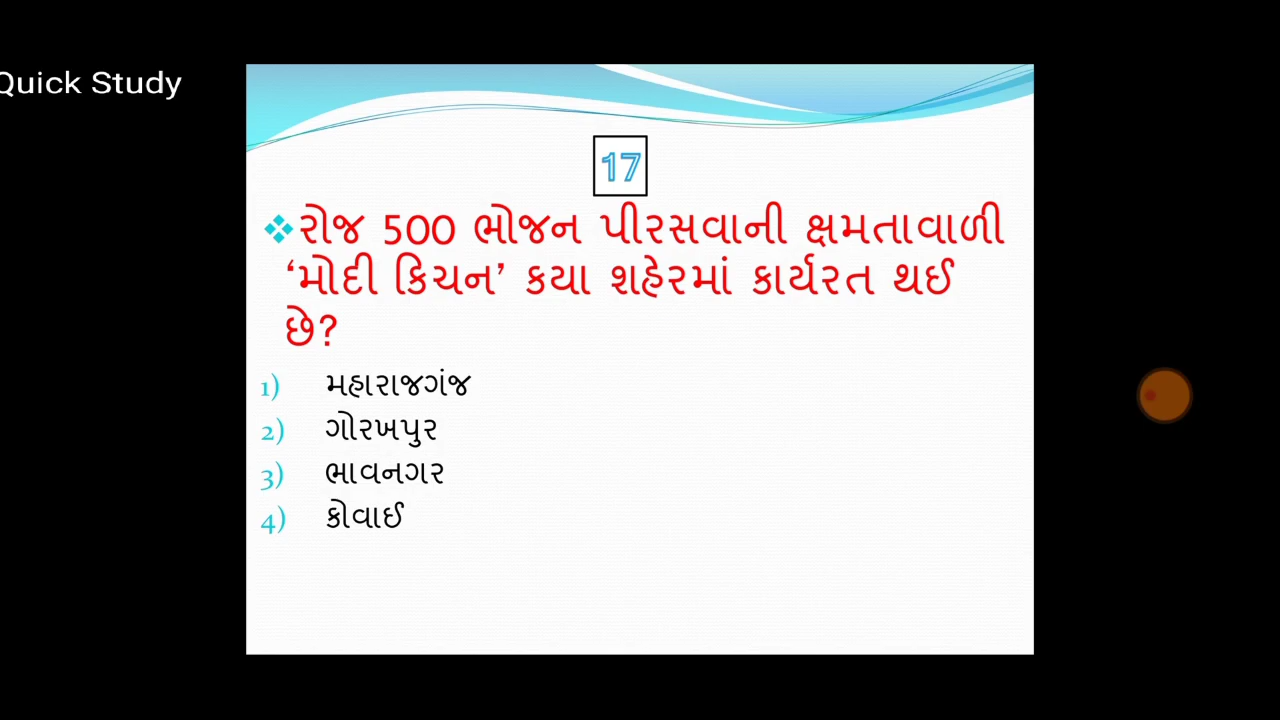 Quick Study
17
❖રોજ 500 ભોજન પીરસવાની ક્ષમતાવાળી
‘મોદી કિચન’ કયા શહેરમાં કાર્યરત થઈ
છે?
1) મહારાજગંજ
2) ગોરખપુર
3) ભાવનગર
4) કોવાઈ